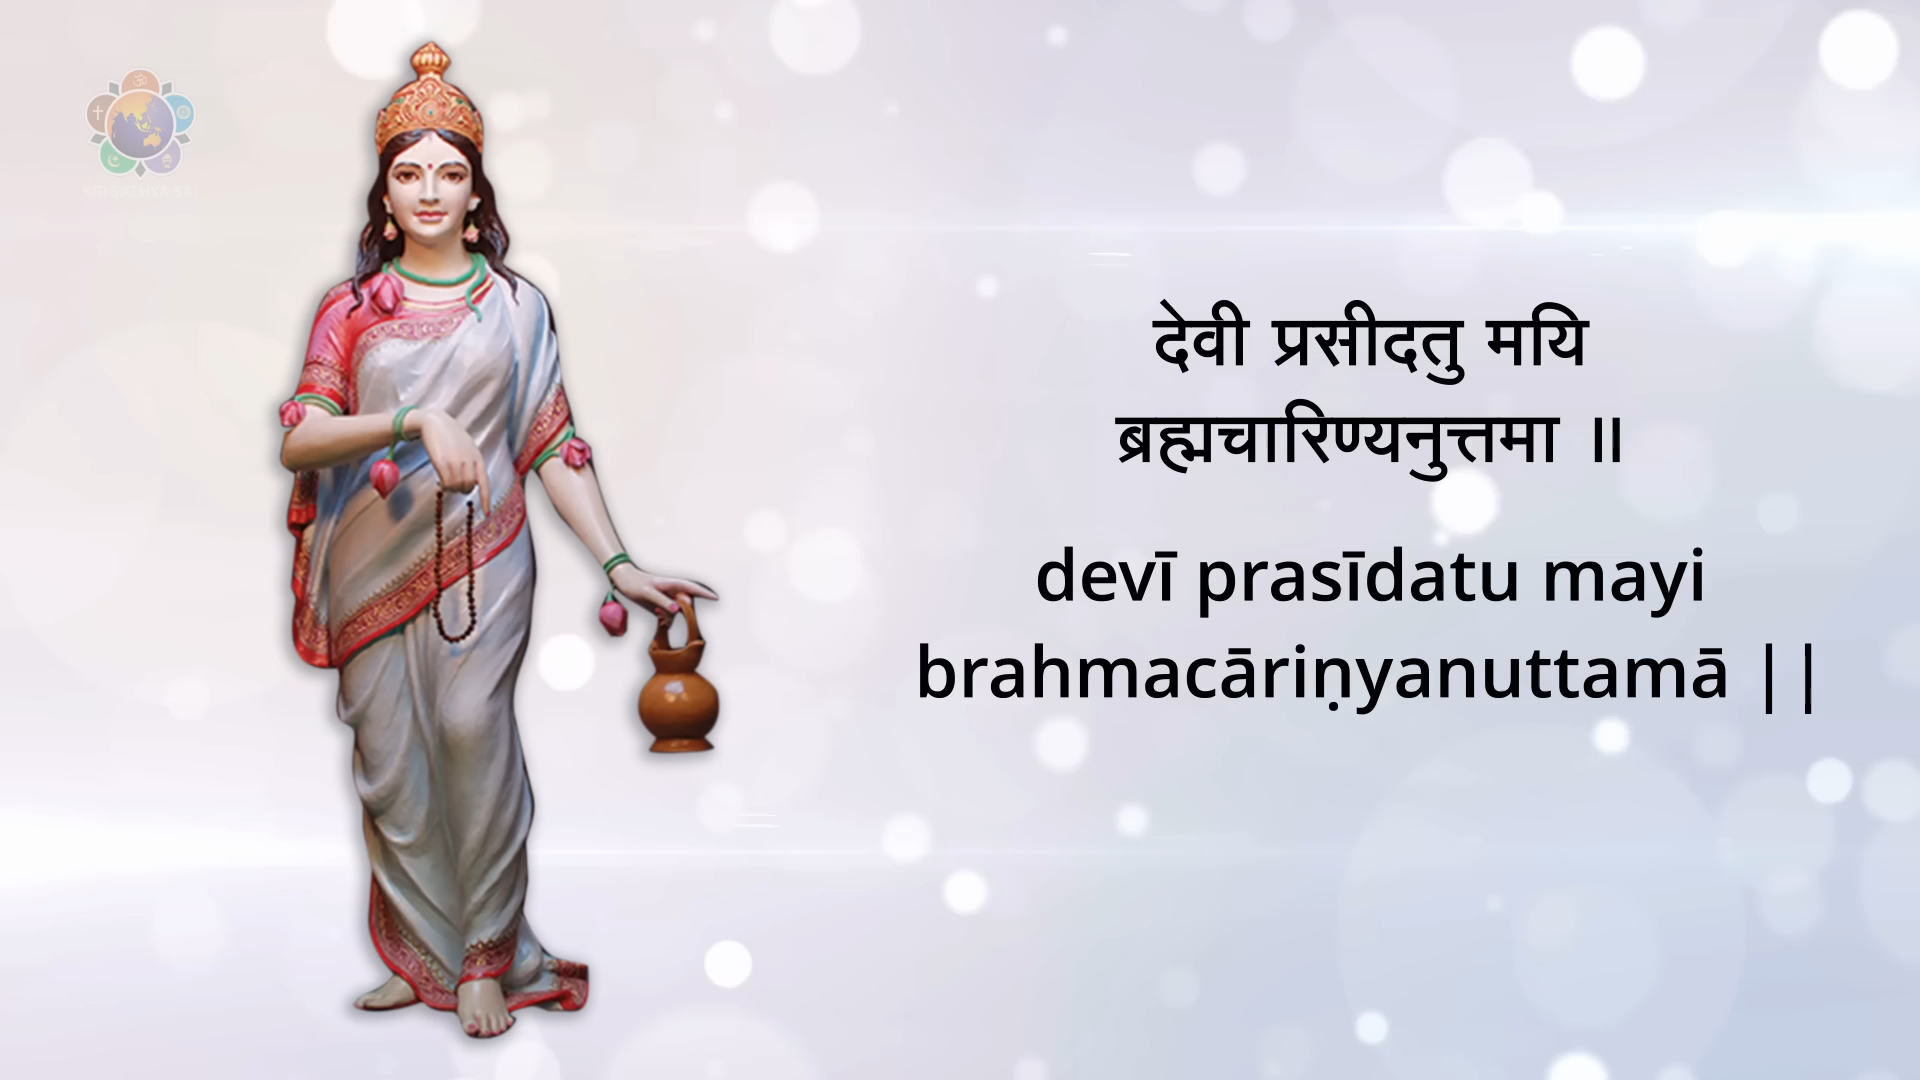 देवी प्रसीदतु मयि
ब्रह्मचारिण्यनुत्तमा ॥
devī prasīdatu mayi
brahmacāriṇyanuttamā ||